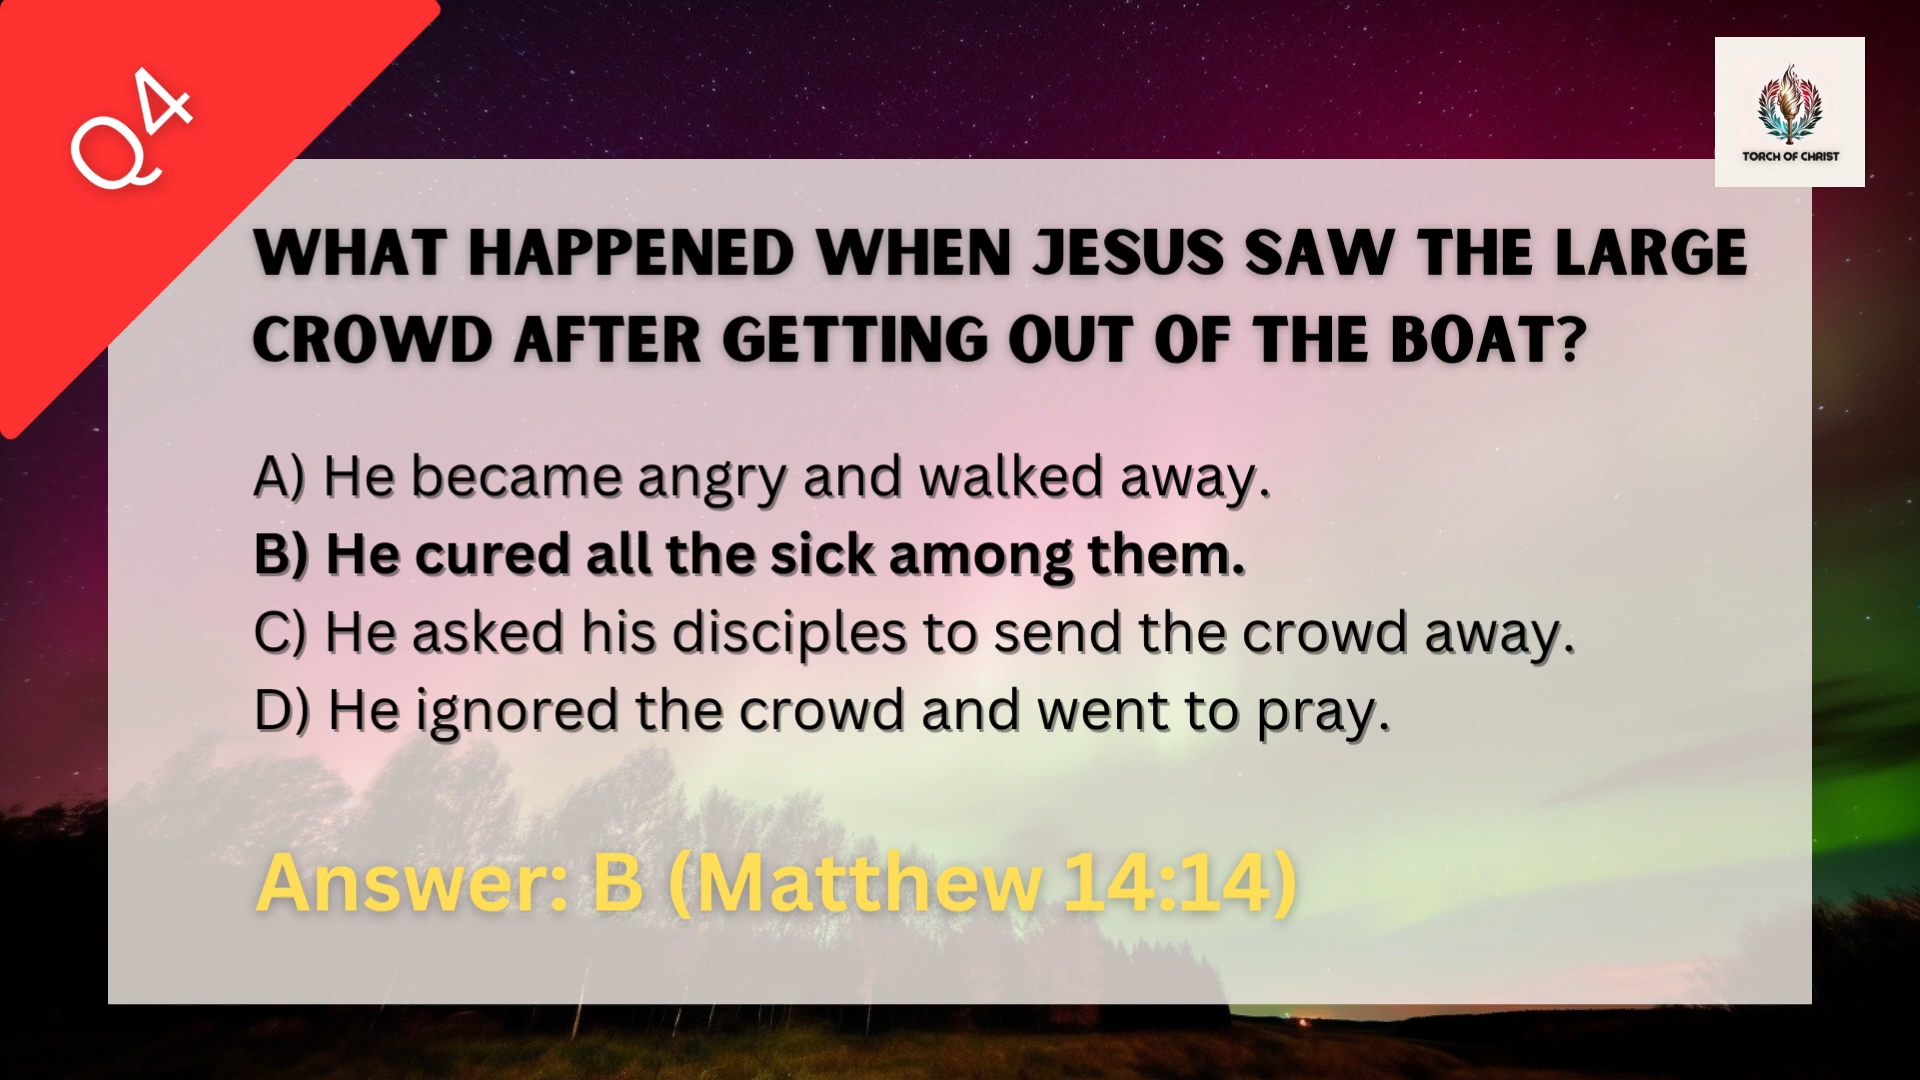 Q4
TORCH OF CHRIST
WHAT HAPPENED WHEN JESUS SAW THE LARGE
CROWD AFTER GETTING OUT OF THE BOAT?
A) He became angry and walked away.
B) He cured all the sick among them.
C) He asked his disciples to send the crowd away.
D) He ignored the crowd and went to pray.
Answer: B (Matthew 14:14)